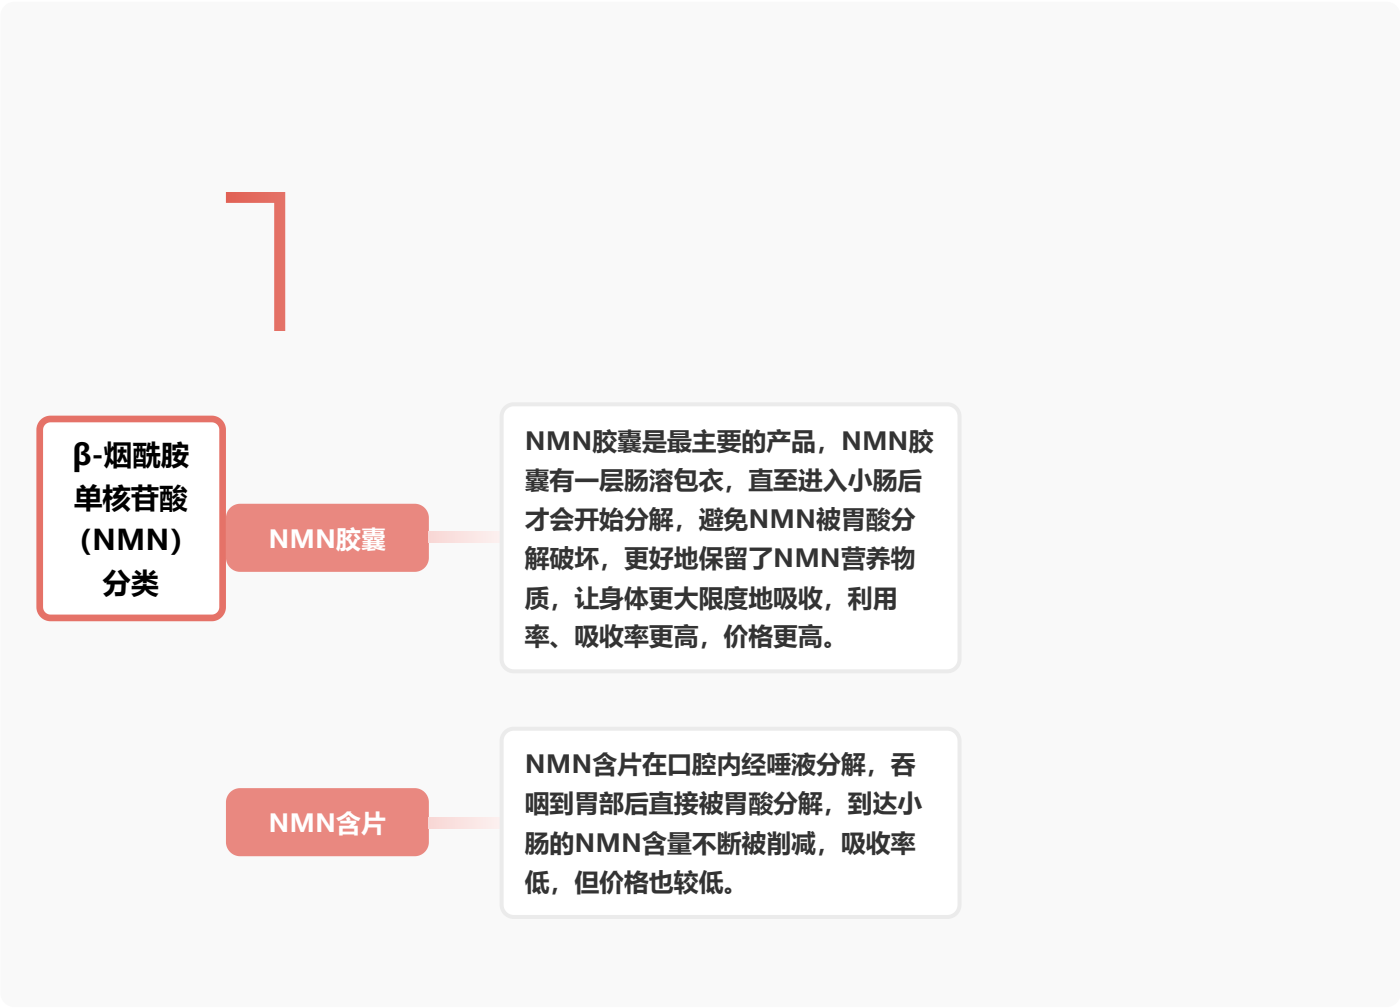 β-烟酰胺
单核苷酸
（NMN）
分类
NMN胶囊
NMN胶囊是最主要的产品，NMN胶
囊有一层肠溶包衣，直至进入小肠后
才会开始分解，避免NMN被胃酸分
解破坏，更好地保留了NMN营养物
质，让身体更大限度地吸收，利用
率、吸收率更高，价格更高。
NMN含片
NMN含片在口腔内经唾液分解，吞
咽到胃部后直接被胃酸分解，到达小
肠的NMN含量不断被削减，吸收率
低，但价格也较低。